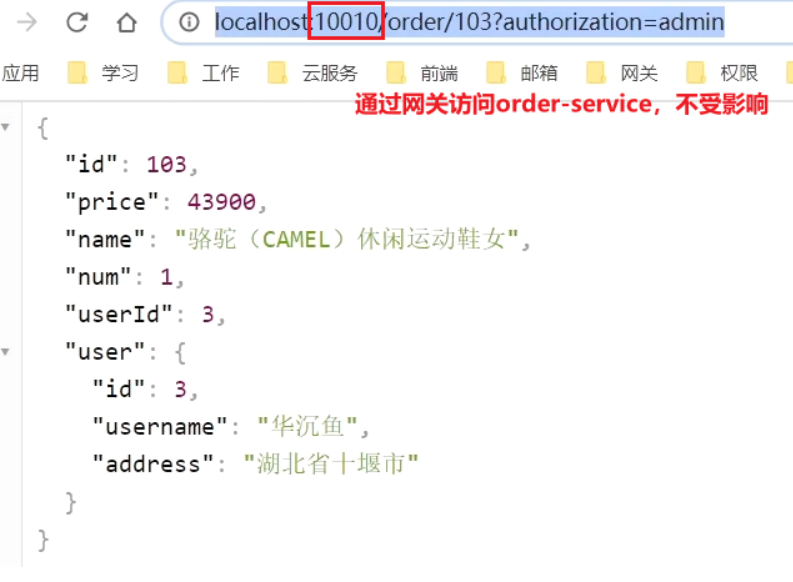 localhost:10010/order/103?authorization=admin
应用 学习 工作 云服务 前端 邮箱 网关 权限
通过网关访问order-service，不受影响
{
"id": 103,
"price": 43900,
"name": "骆驼（CAMEL）休闲运动鞋女",
"num": 1,
"userId": 3,
"user": {
"id": 3,
"username": "华沉鱼",
"address": "湖北省十堰市"
}
}